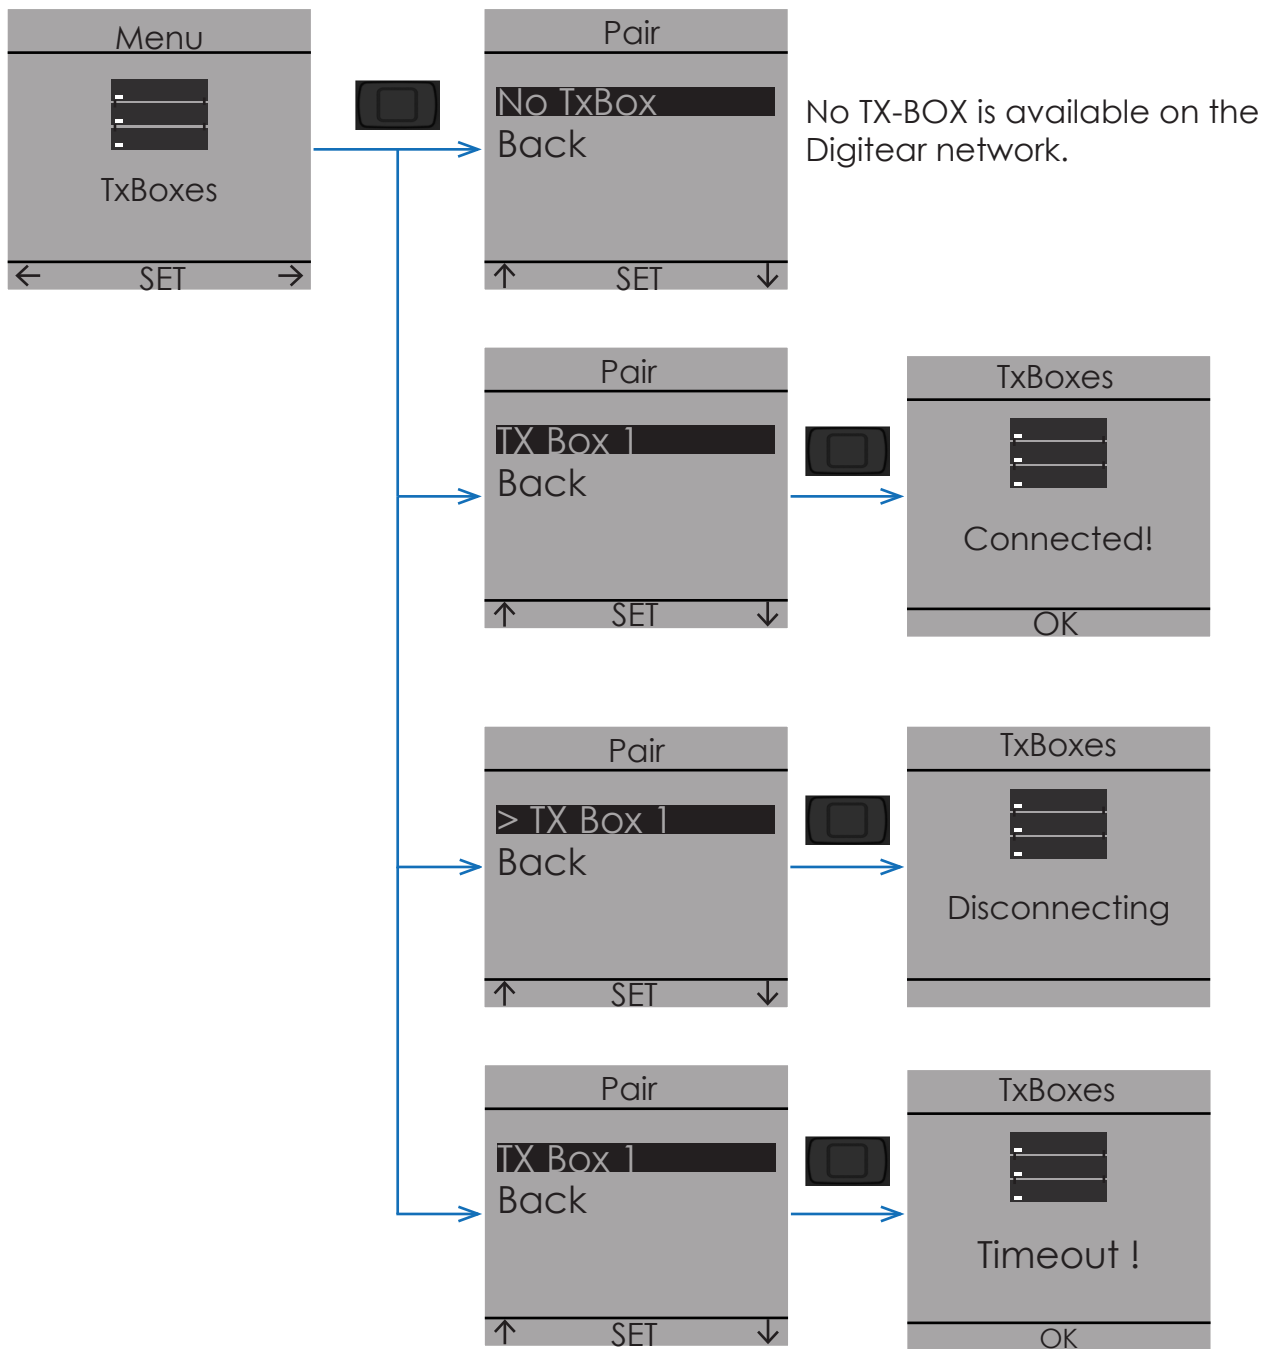 Menu
TxBoxes
← SET →
Pair
No TxBox
Back
↑ SET ↓
No TX-BOX is available on the
Digitear network.
Pair
TX Box 1
Back
↑ SET ↓
TxBoxes
Connected!
OK
Pair
> TX Box 1
Back
↑ SET ↓
TxBoxes
Disconnecting
Pair
TX Box 1
Back
↑ SET ↓
TxBoxes
Timeout !
OK